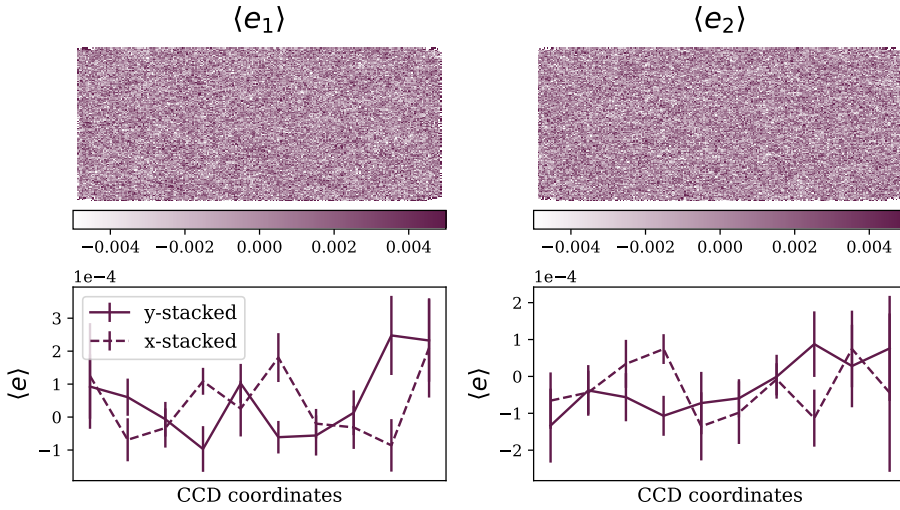 ⟨e₁⟩
⟨e₂⟩
−0.004 −0.002 0.000 0.002 0.004
−0.004 −0.002 0.000 0.002 0.004
1e−4
⟨e⟩
3
2
1
0
−1
y-stacked
x-stacked
CCD coordinates
1e−4
⟨e⟩
2
1
0
−1
−2
CCD coordinates